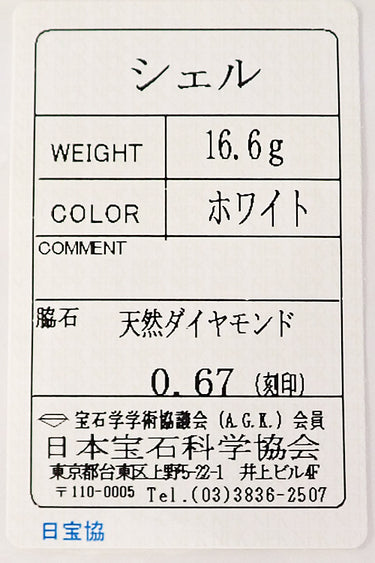 シェル
WEIGHT 16.6g
COLOR ホワイト
COMMENT
脇石 天然ダイヤモンド
0.67 (刻印)
宝石学学術協議会 (A.G.K.) 会員
日本宝石科学協会
東京都台東区上野5-22-1 井上ビル4F
〒110-0005 Tel.(03)3836-2507
日宝協